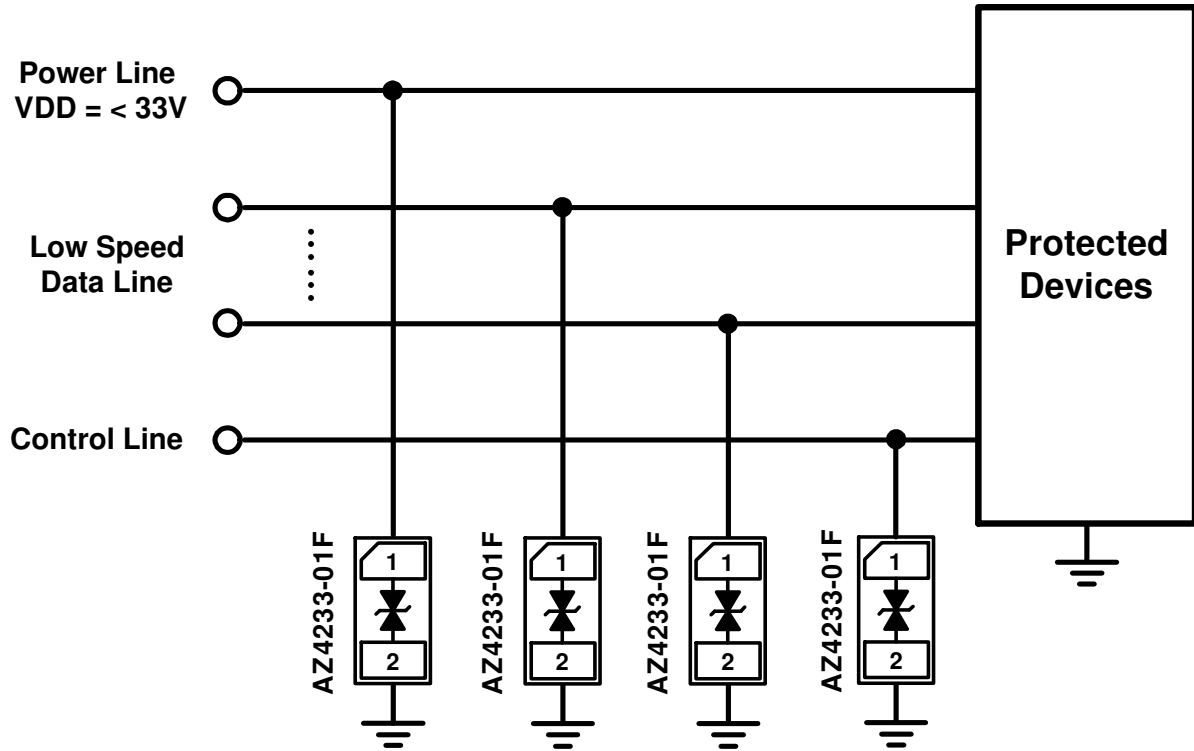 Power Line
VDD = < 33V
Low Speed
Data Line
Control Line
Protected
Devices
AZ4233-01F
1
2
AZ4233-01F
1
2
AZ4233-01F
1
2
AZ4233-01F
1
2